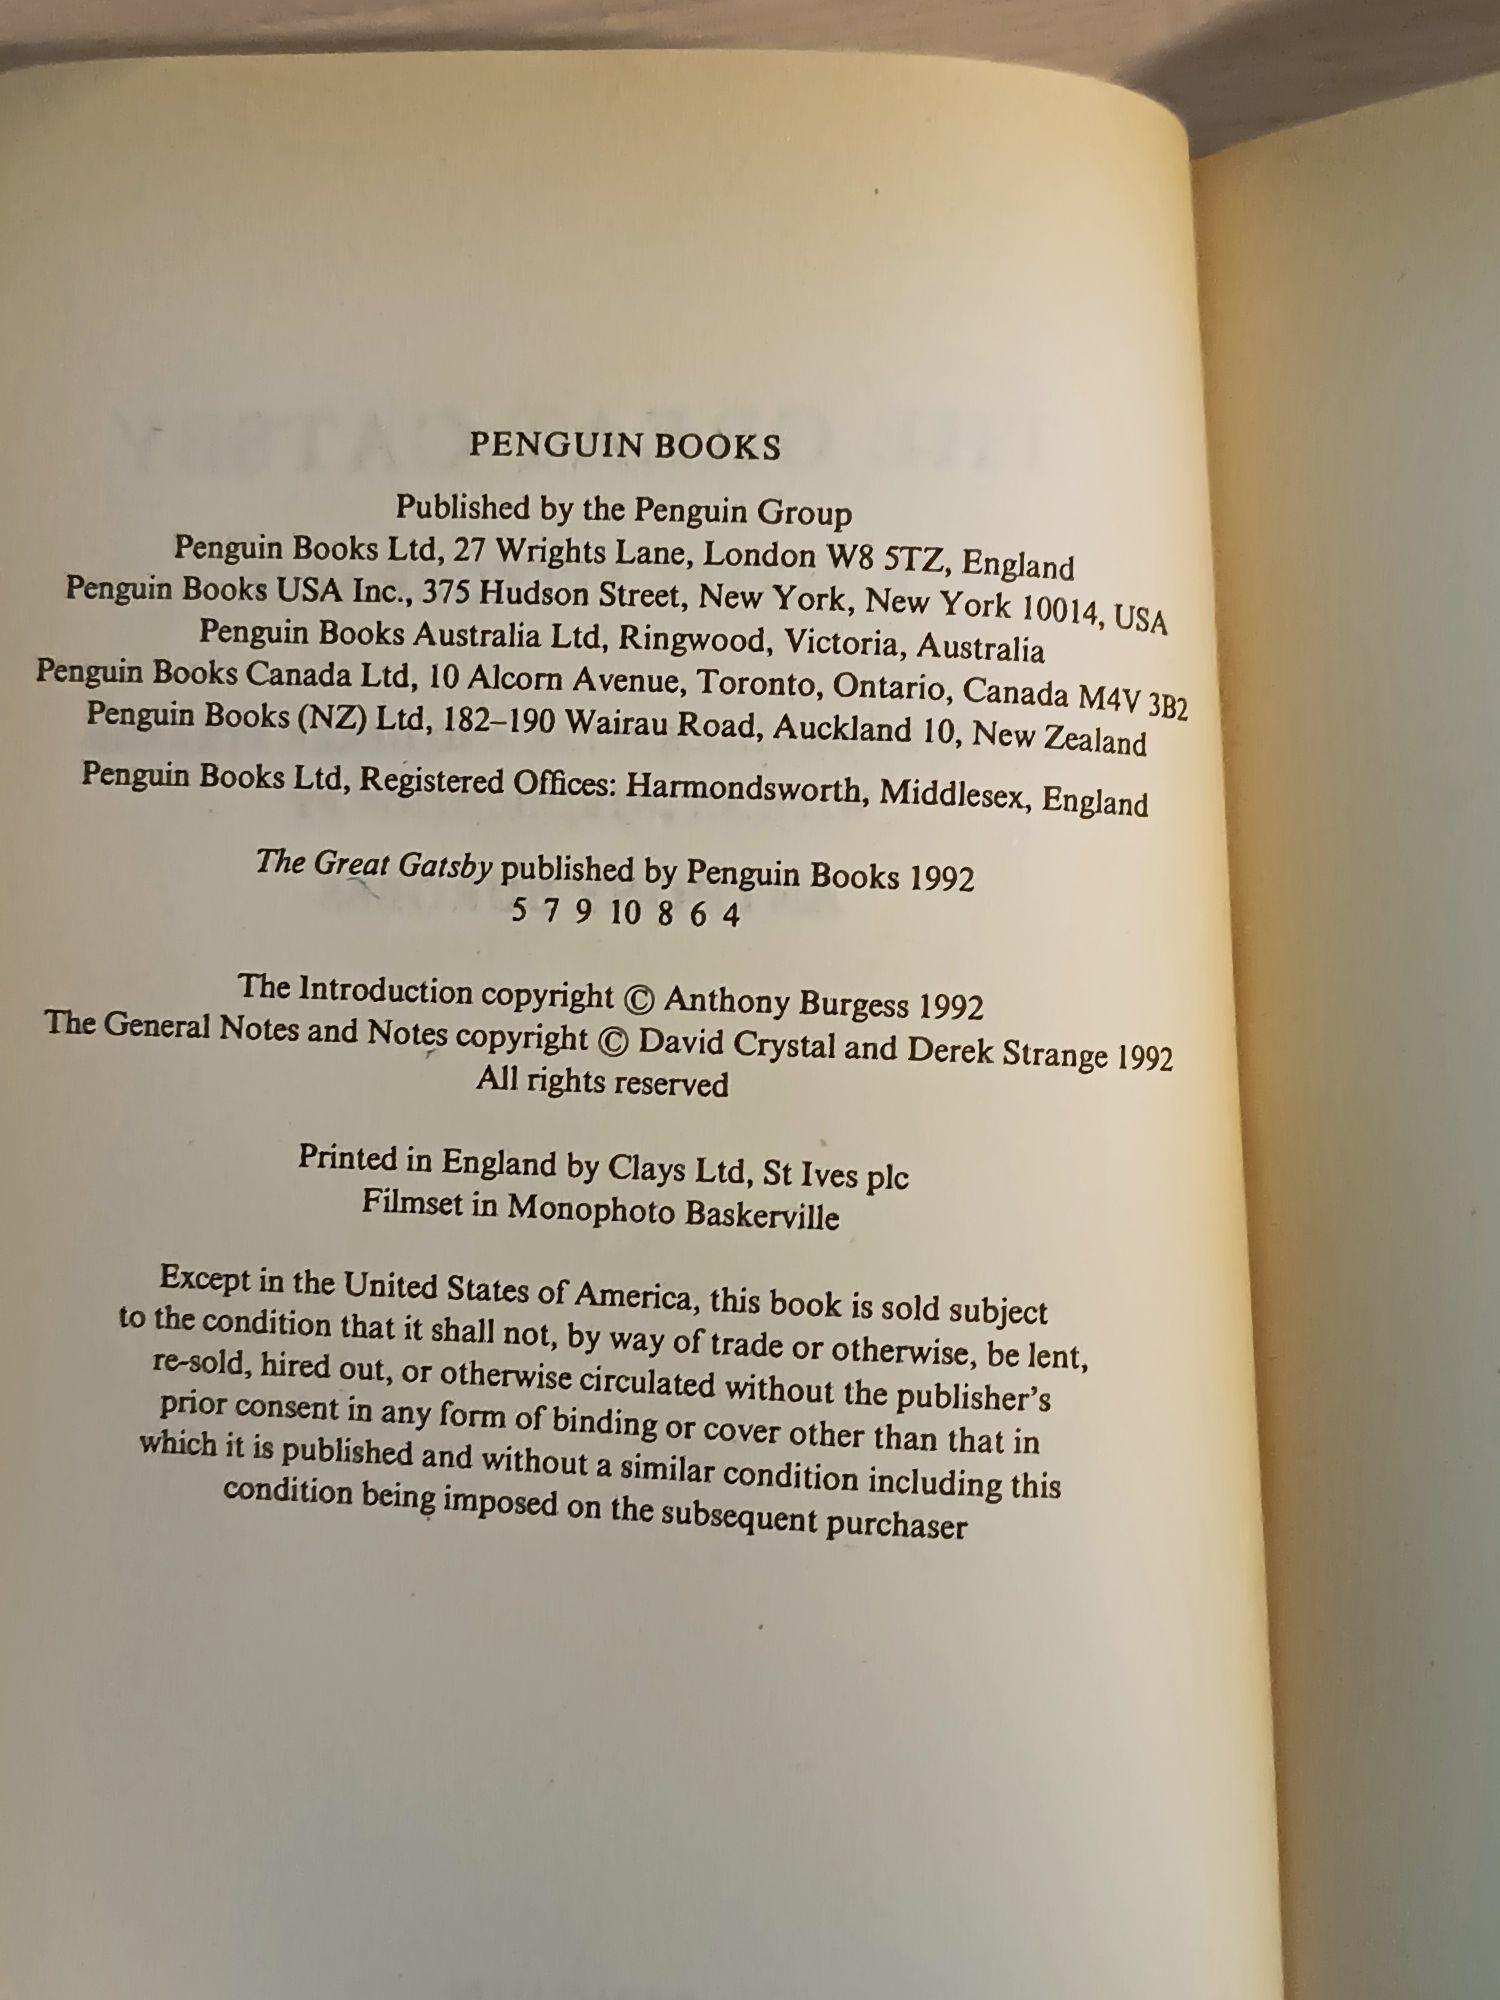 PENGUIN BOOKS
Published by the Penguin Group
Penguin Books Ltd, 27 Wrights Lane, London W8 5TZ, England
Penguin Books USA Inc., 375 Hudson Street, New York, New York 10014, USA
Penguin Books Australia Ltd, Ringwood, Victoria, Australia
Penguin Books Canada Ltd, 10 Alcorn Avenue, Toronto, Ontario, Canada M4V 3B2
Penguin Books (NZ) Ltd, 182–190 Wairau Road, Auckland 10, New Zealand
Penguin Books Ltd, Registered Offices: Harmondsworth, Middlesex, England
The Great Gatsby published by Penguin Books 1992
5 7 9 10 8 6 4
The Introduction copyright © Anthony Burgess 1992
The General Notes and Notes copyright © David Crystal and Derek Strange 1992
All rights reserved
Printed in England by Clays Ltd, St Ives plc
Filmset in Monophoto Baskerville
Except in the United States of America, this book is sold subject
to the condition that it shall not, by way of trade or otherwise, be lent,
re-sold, hired out, or otherwise circulated without the publisher's
prior consent in any form of binding or cover other than that in
which it is published and without a similar condition including this
condition being imposed on the subsequent purchaser